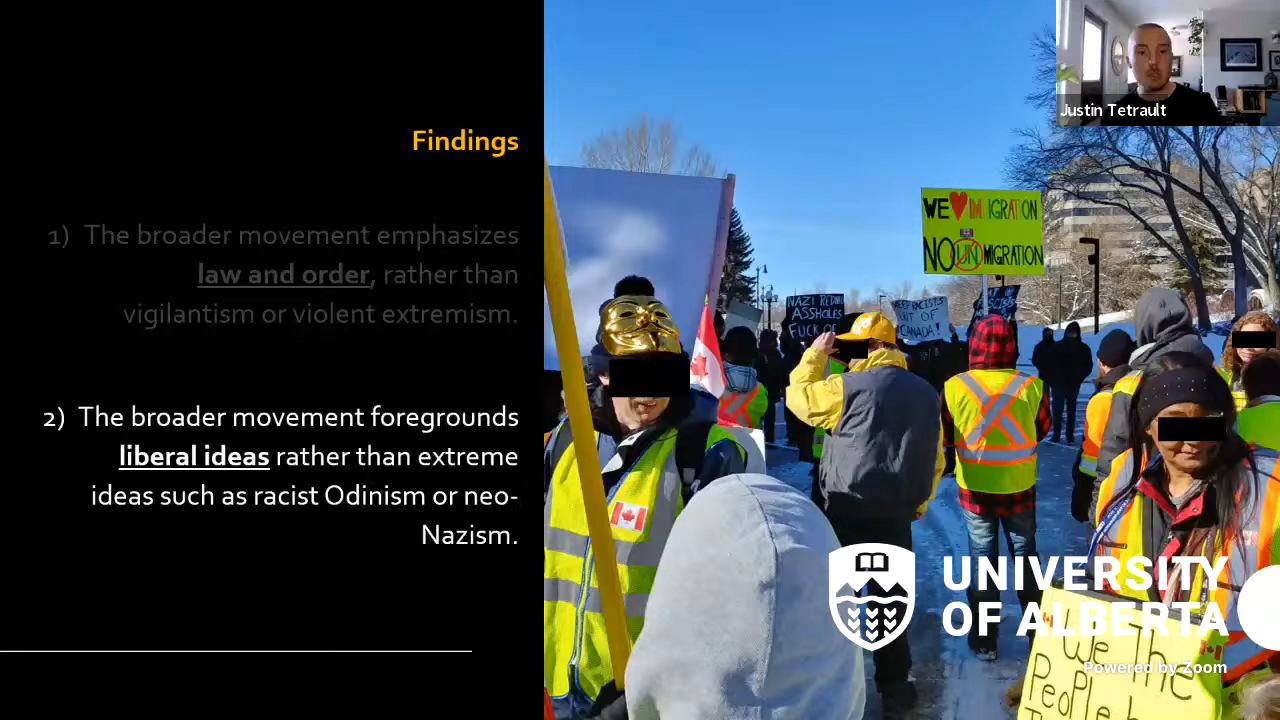 Findings
1) The broader movement emphasizes
law and order, rather than
vigilantism or violent extremism.
2) The broader movement foregrounds
liberal ideas rather than extreme
ideas such as racist Odinism or neo-
Nazism.
Justin Tetrault
WE IMIGRATION
NO UN MIGRATION
NAZI
ASSHOLES
FUCK OF
RACISTS
OUT OF
CANADA!
UNIVERSITY
OF ALBERTA
Powered by Zoom
We The
People